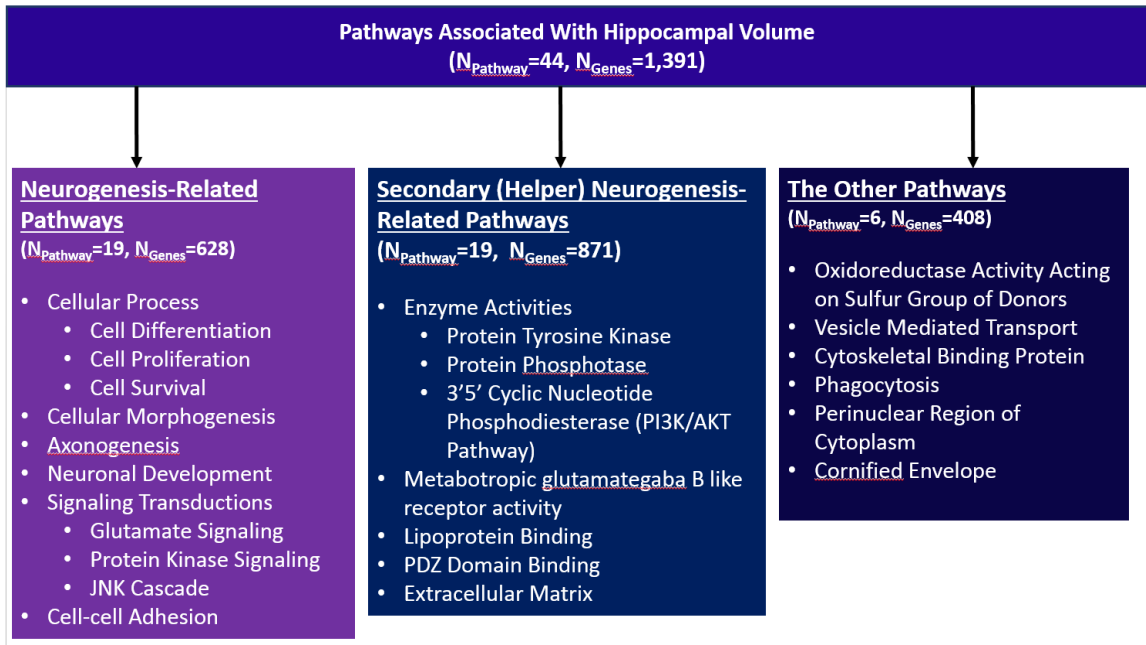 Pathways Associated With Hippocampal Volume
(NPathway=44, NGenes=1,391)
Neurogenesis-Related
Pathways
(NPathway=19, NGenes=628)
• Cellular Process
• Cell Differentiation
• Cell Proliferation
• Cell Survival
• Cellular Morphogenesis
• Axonogenesis
• Neuronal Development
• Signaling Transductions
• Glutamate Signaling
• Protein Kinase Signaling
• JNK Cascade
• Cell-cell Adhesion
Secondary (Helper) Neurogenesis-
Related Pathways
(NPathway=19, NGenes=871)
• Enzyme Activities
• Protein Tyrosine Kinase
• Protein Phosphotase
• 3’5’ Cyclic Nucleotide
Phosphodiesterase (PI3K/AKT
Pathway)
• Metabotropic glutamategaba B like
receptor activity
• Lipoprotein Binding
• PDZ Domain Binding
• Extracellular Matrix
The Other Pathways
(NPathway=6, NGenes=408)
• Oxidoreductase Activity Acting
on Sulfur Group of Donors
• Vesicle Mediated Transport
• Cytoskeletal Binding Protein
• Phagocytosis
• Perinuclear Region of
Cytoplasm
• Cornified Envelope